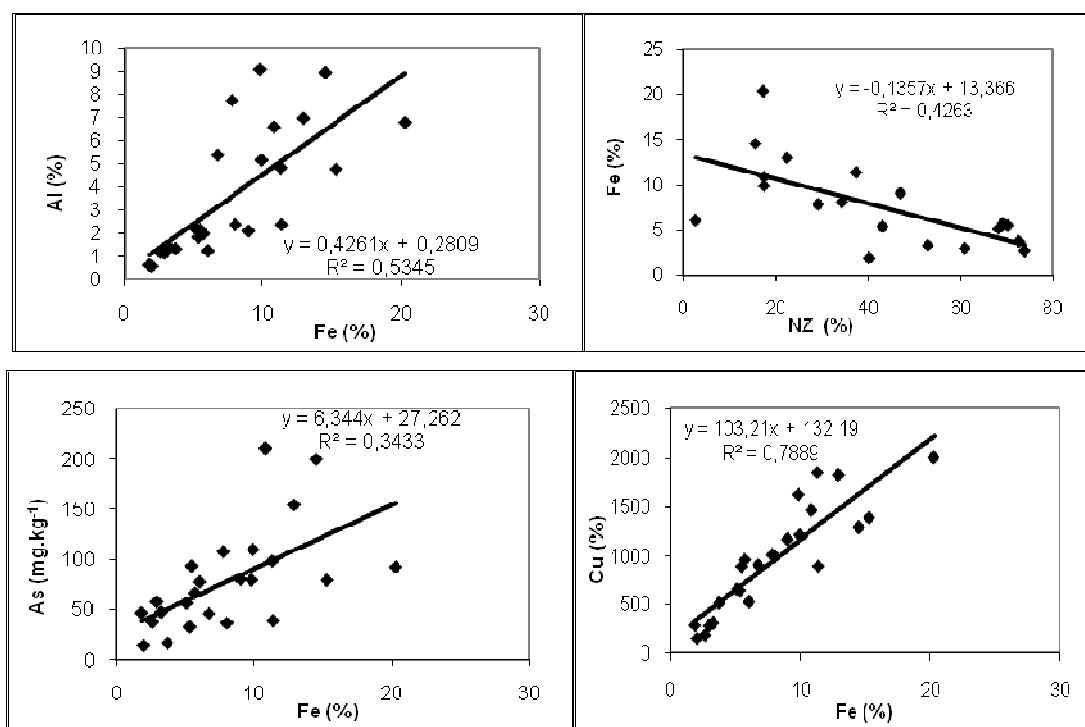 10
9
8
7
6
5
4
3
2
1
0
Al (%)
y = 0,4261x + 0,2809
R² = 0,5345
0 10 20 30
Fe (%)
25
20
15
10
5
0
Fe (%)
y = -0,1357x + 13,366
R² = 0,4263
0 20 40 60 80
NZ (%)
250
200
150
100
50
0
As (mg.kg⁻¹)
y = 6,344x + 27,262
R² = 0,3433
0 10 20 30
Fe (%)
2500
2000
1500
1000
500
0
Cu (%)
y = 103,21x + 132,19
R² = 0,7889
0 10 20 30
Fe (%)